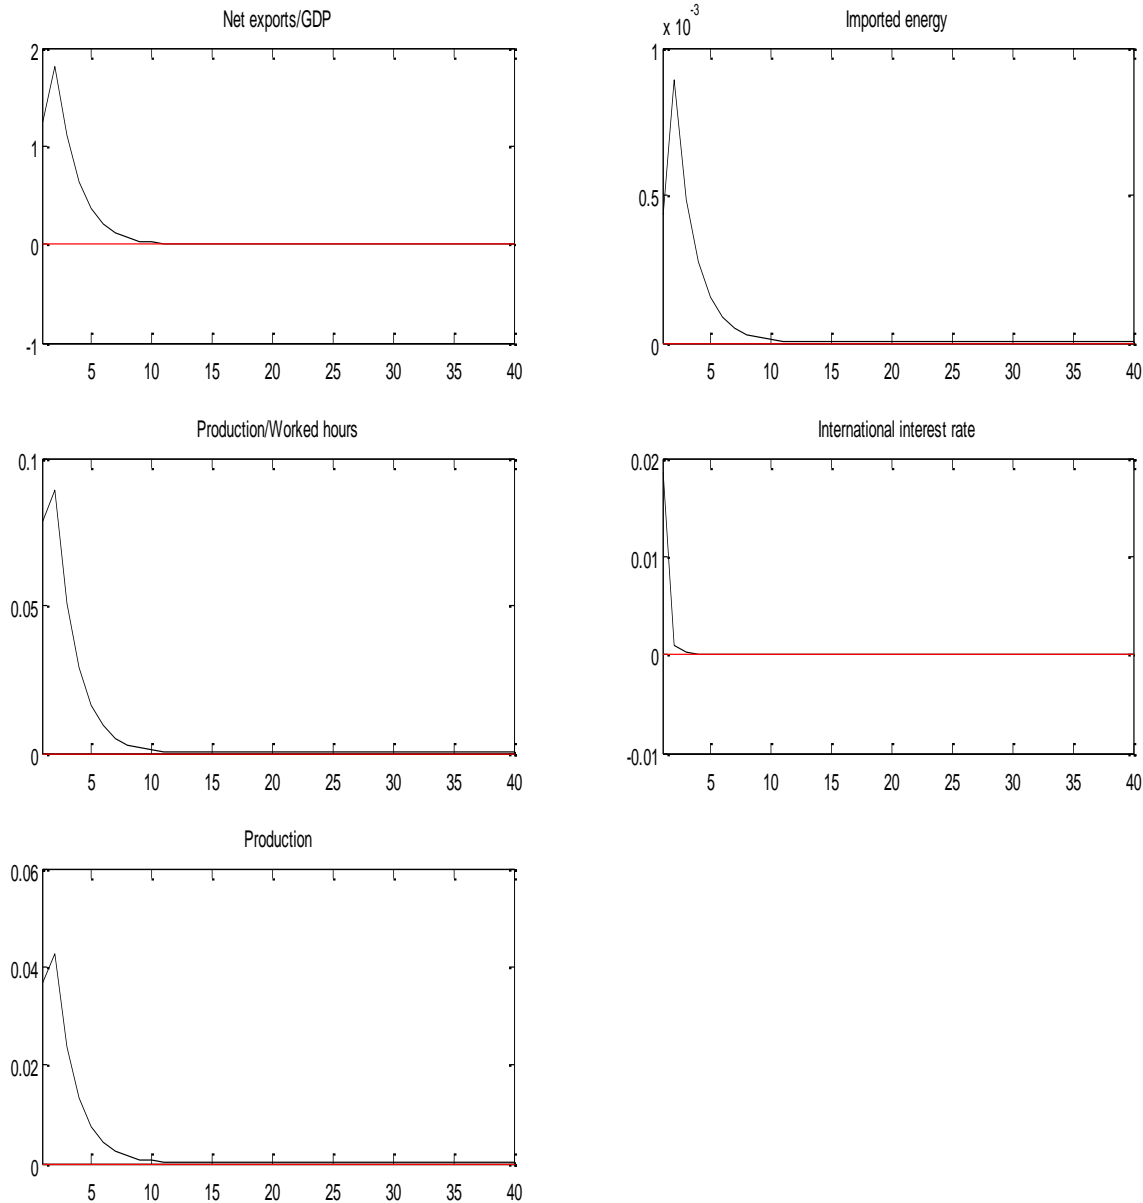 Net exports/GDP
2
1
0
-1
5 10 15 20 25 30 35 40
Imported energy
x 10^-3
1
0.5
0
5 10 15 20 25 30 35 40
Production/Worked hours
0.1
0.05
0
5 10 15 20 25 30 35 40
International interest rate
0.02
0.01
0
-0.01
5 10 15 20 25 30 35 40
Production
0.06
0.04
0.02
0
5 10 15 20 25 30 35 40